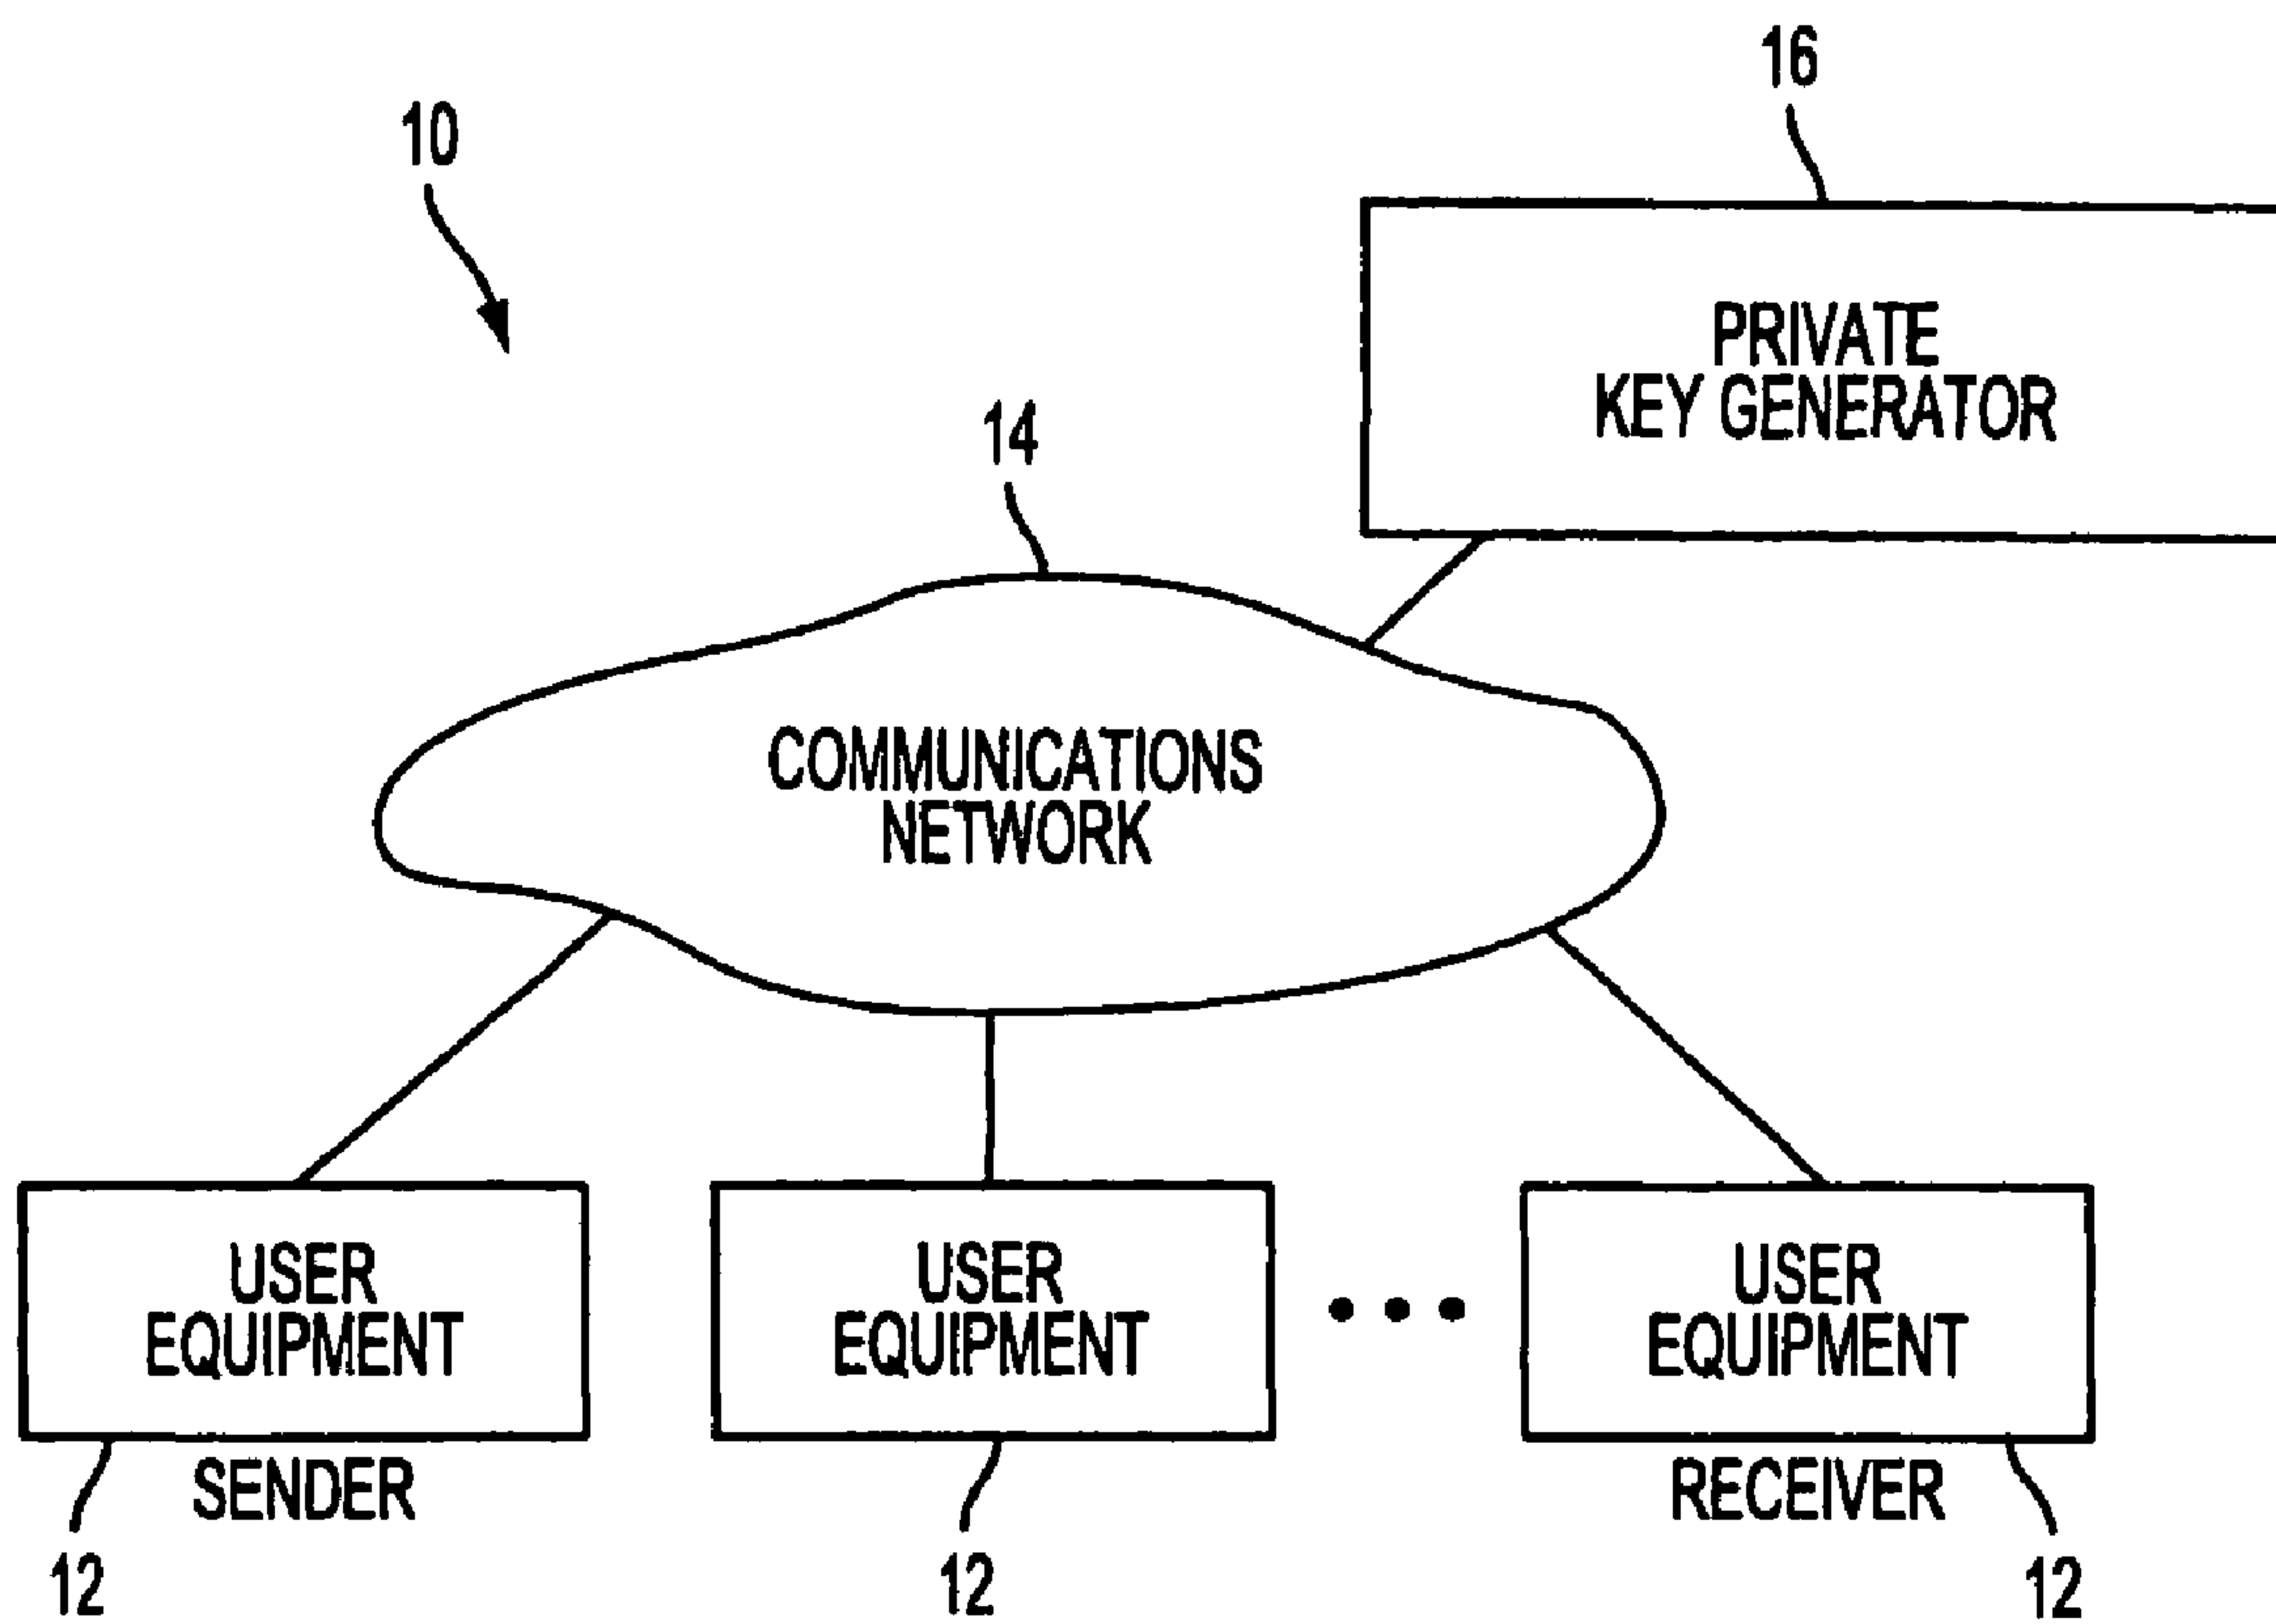 16
10
PRIVATE
KEY GENERATOR
14
COMMUNICATIONS
NETWORK
USER
EQUIPMENT
USER
EQUIPMENT
USER
EQUIPMENT
SENDER
RECEIVER
12
12
12